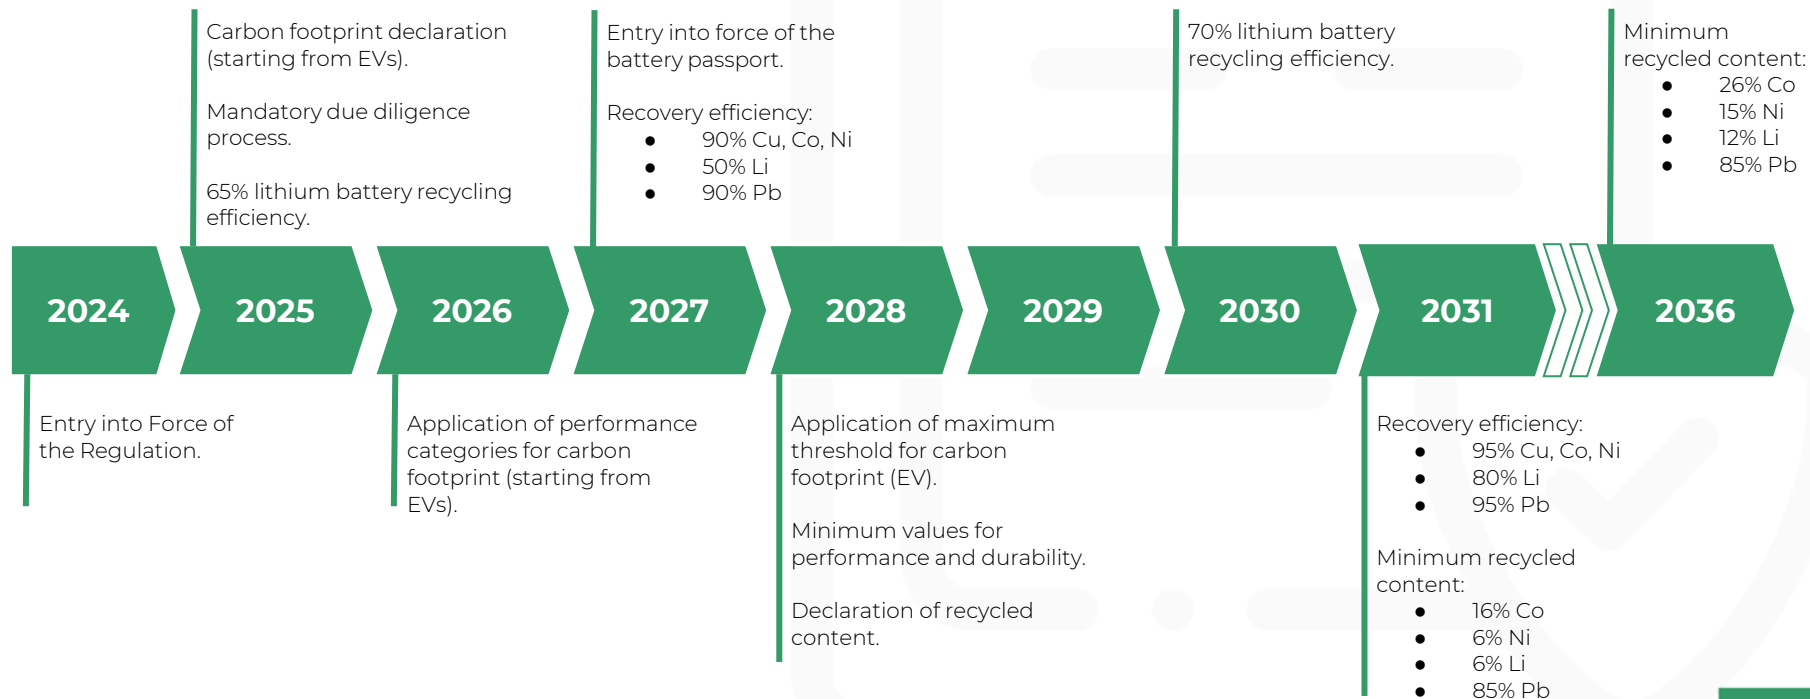 Carbon footprint declaration
(starting from EVs).
Mandatory due diligence
process.
65% lithium battery recycling
efficiency.
Entry into force of the
battery passport.
Recovery efficiency:
● 90% Cu, Co, Ni
● 50% Li
● 90% Pb
70% lithium battery
recycling efficiency.
Minimum
recycled content:
● 26% Co
● 15% Ni
● 12% Li
● 85% Pb
2024
2025
2026
2027
2028
2029
2030
2031
2036
Entry into Force of
the Regulation.
Application of performance
categories for carbon
footprint (starting from
EVs).
Application of maximum
threshold for carbon
footprint (EV).
Minimum values for
performance and durability.
Declaration of recycled
content.
Recovery efficiency:
● 95% Cu, Co, Ni
● 80% Li
● 95% Pb
Minimum recycled
content:
● 16% Co
● 6% Ni
● 6% Li
● 85% Pb